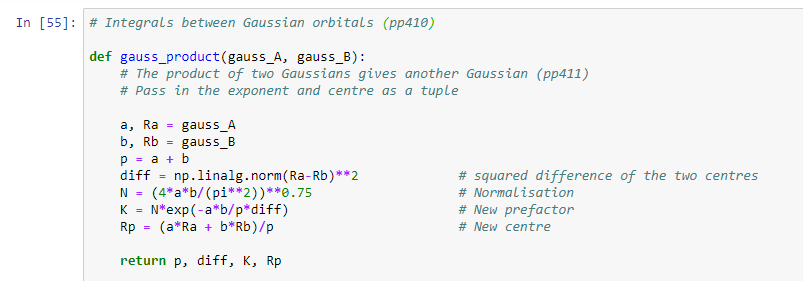 In [55]: # Integrals between Gaussian orbitals (pp410)
def gauss_product(gauss_A, gauss_B):
# The product of two Gaussians gives another Gaussian (pp411)
# Pass in the exponent and centre as a tuple
a, Ra = gauss_A
b, Rb = gauss_B
p = a + b
diff = np.linalg.norm(Ra-Rb)**2 # squared difference of the two centres
N = (4*a*b/(pi**2))**0.75 # Normalisation
K = N*exp(-a*b/p*diff) # New prefactor
Rp = (a*Ra + b*Rb)/p # New centre
return p, diff, K, Rp